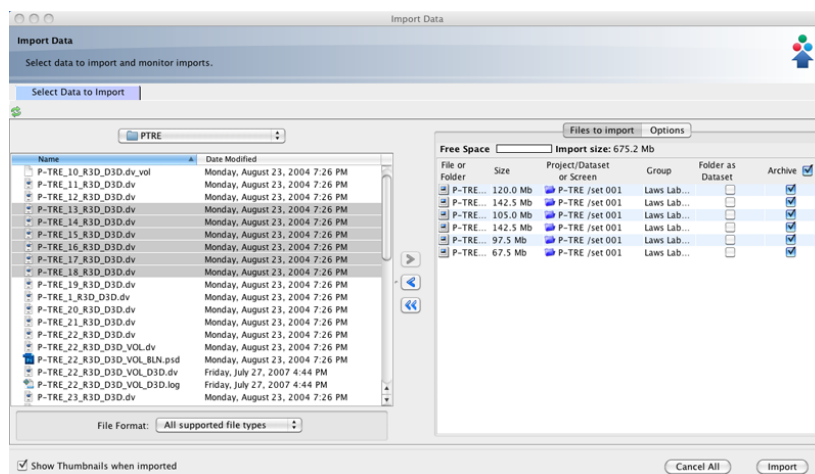 Import Data
Import Data
Select data to import and monitor imports.
Select Data to Import
PTRE
Name Date Modified
P-TRE_10_R3D_D3D.dv_vol Monday, August 23, 2004 7:26 PM
P-TRE_11_R3D_D3D.dv Monday, August 23, 2004 7:26 PM
P-TRE_12_R3D_D3D.dv Monday, August 23, 2004 7:26 PM
P-TRE_13_R3D_D3D.dv Monday, August 23, 2004 7:26 PM
P-TRE_14_R3D_D3D.dv Monday, August 23, 2004 7:26 PM
P-TRE_15_R3D_D3D.dv Monday, August 23, 2004 7:26 PM
P-TRE_16_R3D_D3D.dv Monday, August 23, 2004 7:26 PM
P-TRE_17_R3D_D3D.dv Monday, August 23, 2004 7:26 PM
P-TRE_18_R3D_D3D.dv Monday, August 23, 2004 7:26 PM
P-TRE_19_R3D_D3D.dv Monday, August 23, 2004 7:26 PM
P-TRE_1_R3D_D3D.dv Monday, August 23, 2004 7:26 PM
P-TRE_20_R3D_D3D.dv Monday, August 23, 2004 7:26 PM
P-TRE_21_R3D_D3D.dv Monday, August 23, 2004 7:26 PM
P-TRE_22_R3D_D3D.dv Monday, August 23, 2004 7:26 PM
P-TRE_22_R3D_D3D_VOL.dv Monday, August 23, 2004 7:26 PM
P-TRE_22_R3D_D3D_VOL_BLN.psd Monday, August 23, 2004 7:26 PM
P-TRE_22_R3D_D3D_VOL_D3D.dv Friday, July 27, 2007 4:44 PM
P-TRE_22_R3D_D3D_VOL_D3D.log Friday, July 27, 2007 4:44 PM
P-TRE_23_R3D_D3D.dv Monday, August 23, 2004 7:26 PM
File Format: All supported file types
Files to import Options
Free Space Import size: 675.2 Mb
File or Folder Size Project/Dataset or Screen Group Folder as Dataset Archive
P-TRE... 120.0 Mb P-TRE /set 001 Laws Lab...
P-TRE... 142.5 Mb P-TRE /set 001 Laws Lab...
P-TRE... 105.0 Mb P-TRE /set 001 Laws Lab...
P-TRE... 142.5 Mb P-TRE /set 001 Laws Lab...
P-TRE... 97.5 Mb P-TRE /set 001 Laws Lab...
P-TRE... 67.5 Mb P-TRE /set 001 Laws Lab...
Show Thumbnails when imported
Cancel All Import